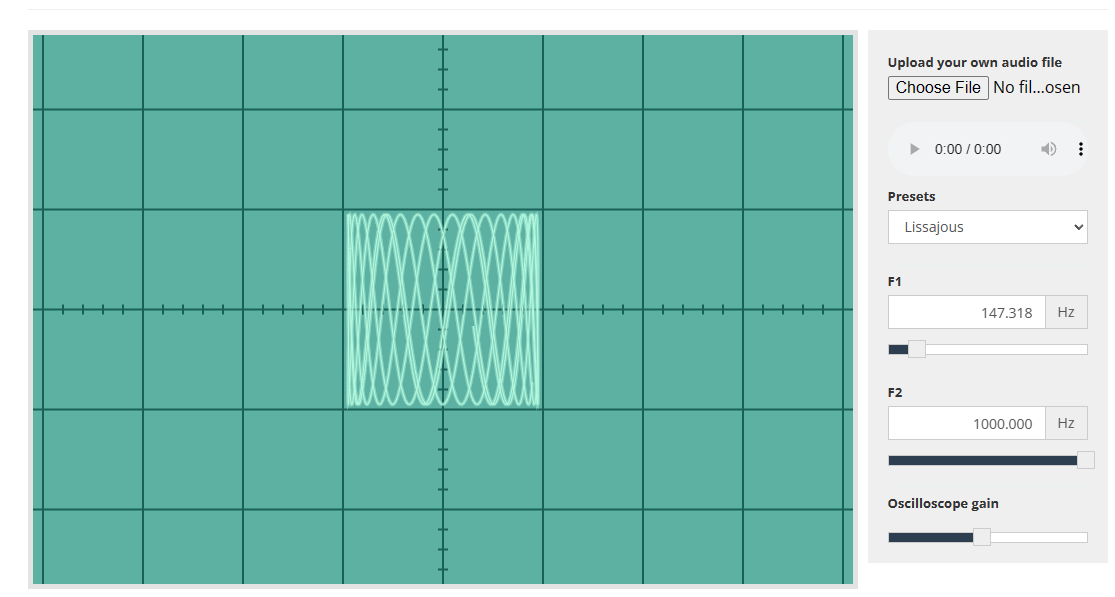 Upload your own audio file
Choose File No fil...osen
0:00 / 0:00
Presets
Lissajous
F1
147.318 Hz
F2
1000.000 Hz
Oscilloscope gain